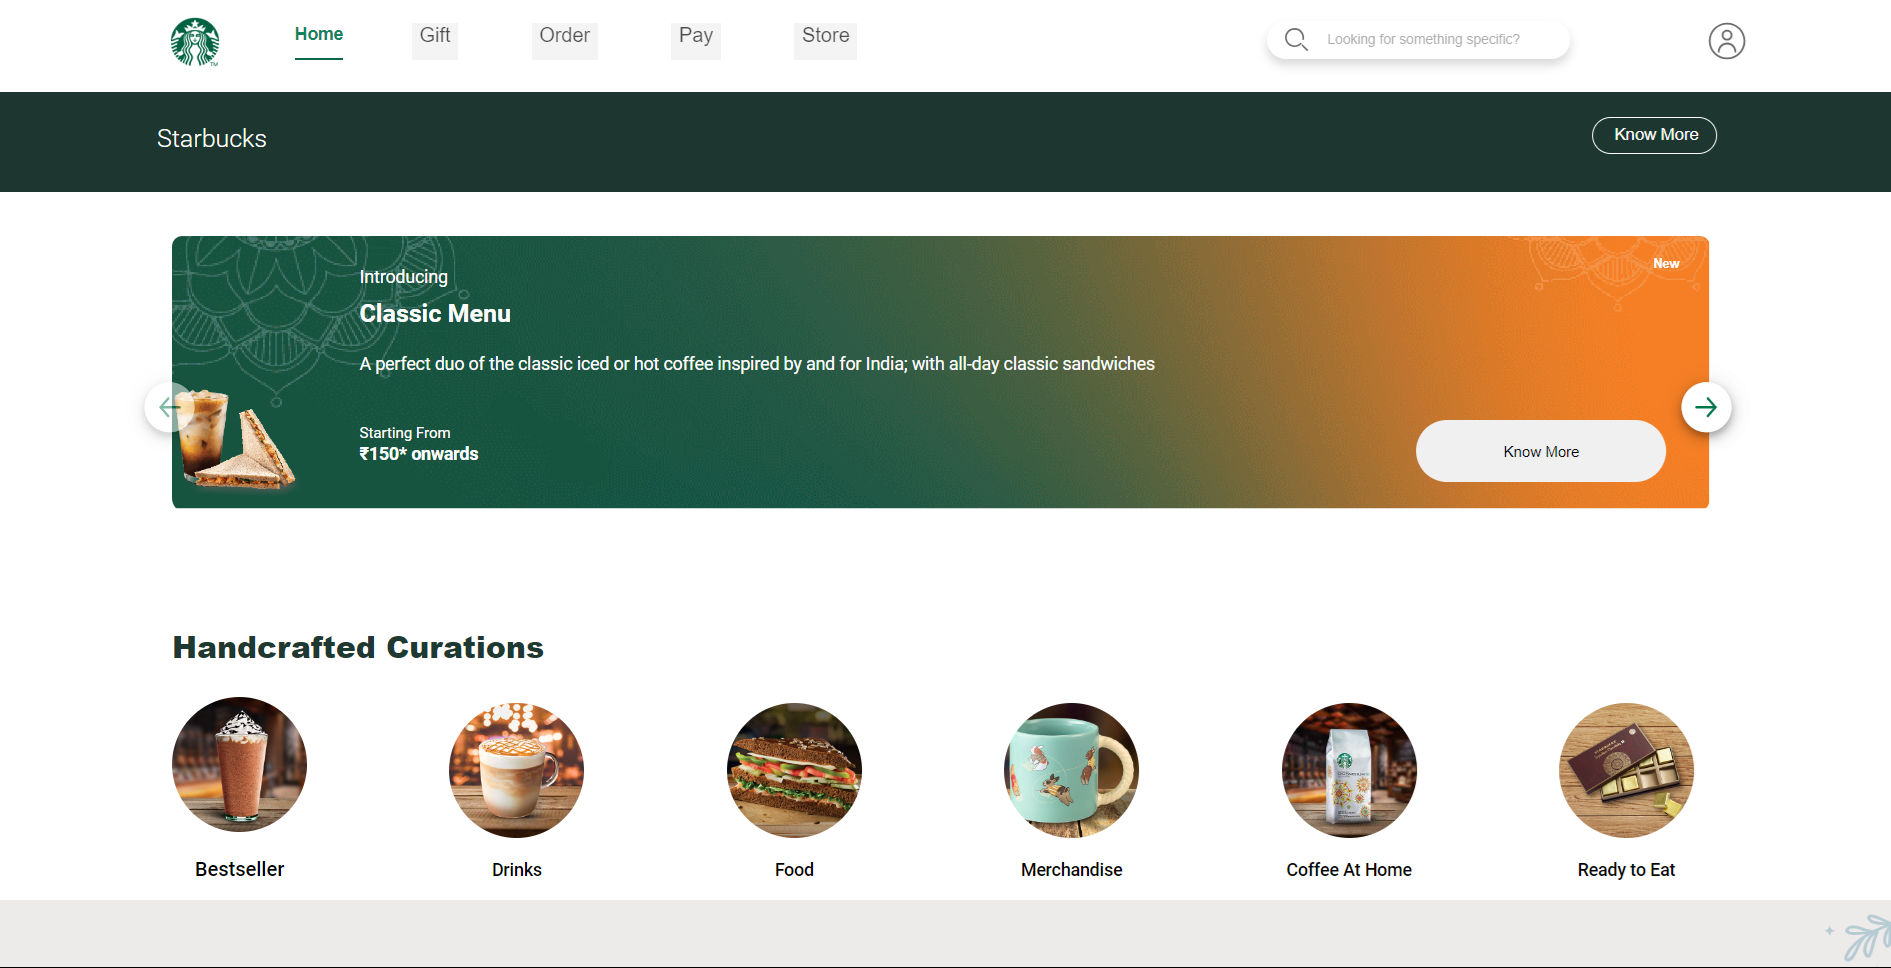 Home
Gift
Order
Pay
Store
Looking for something specific?
TM
Starbucks
Know More
Introducing
New
Classic Menu
A perfect duo of the classic iced or hot coffee inspired by and for India; with all-day classic sandwiches
Starting From
₹150* onwards
Know More
Handcrafted Curations
Bestseller
Drinks
Food
Merchandise
Coffee At Home
Ready to Eat